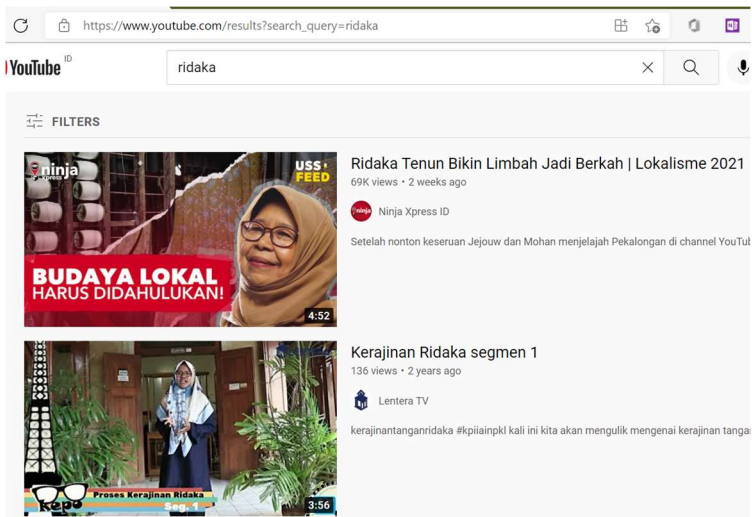 https://www.youtube.com/results?search_query=ridaka
YouTube ID
ridaka
FILTERS
ninja
xpress
USS
FEED
BUDAYA LOKAL
HARUS DIDAHULUKAN!
4:52
Ridaka Tenun Bikin Limbah Jadi Berkah | Lokalisme 2021
69K views • 2 weeks ago
ninja
Ninja Xpress ID
Setelah nonton keseruan Jejouw dan Mohan menjelajah Pekalongan di channel YouTub
kepo
Proses Kerajinan Ridaka
Seg. 1
3:56
Kerajinan Ridaka segmen 1
136 views • 2 years ago
Lentera TV
kerajinantanganridaka #kpiiainpkl kali ini kita akan mengulik mengenai kerajinan tanga